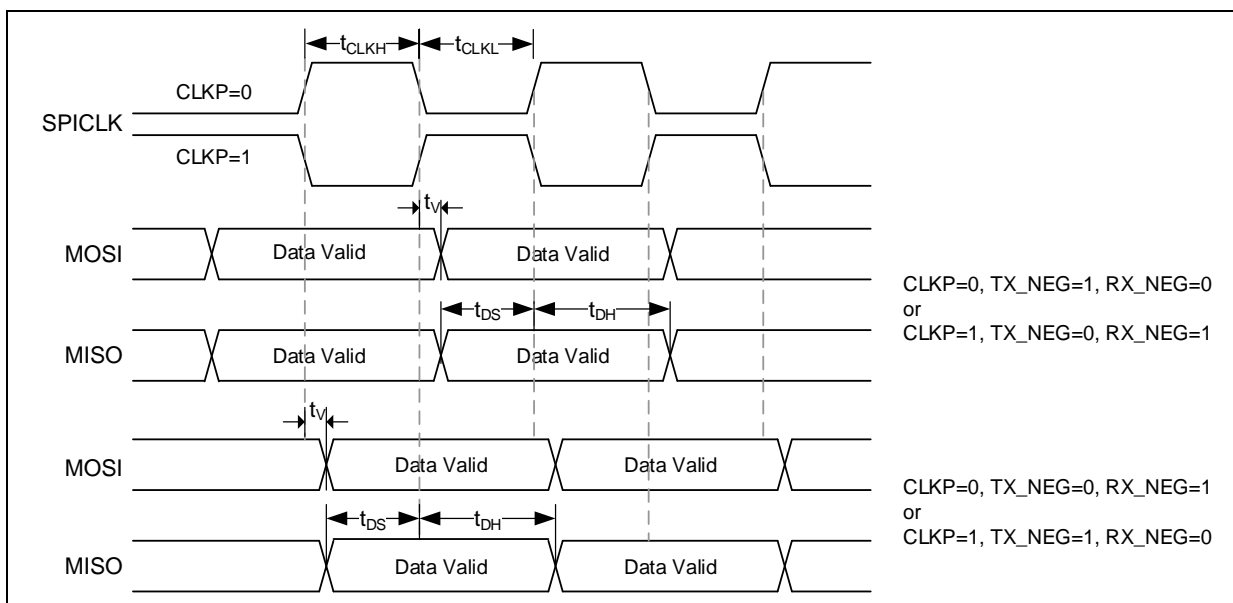 tCLKH
tCLKL
CLKP=0
SPICLK
CLKP=1
tV
MOSI
Data Valid
Data Valid
CLKP=0, TX_NEG=1, RX_NEG=0
or
CLKP=1, TX_NEG=0, RX_NEG=1
tDS
tDH
MISO
Data Valid
Data Valid
tV
MOSI
Data Valid
Data Valid
CLKP=0, TX_NEG=0, RX_NEG=1
or
CLKP=1, TX_NEG=1, RX_NEG=0
tDS
tDH
MISO
Data Valid
Data Valid